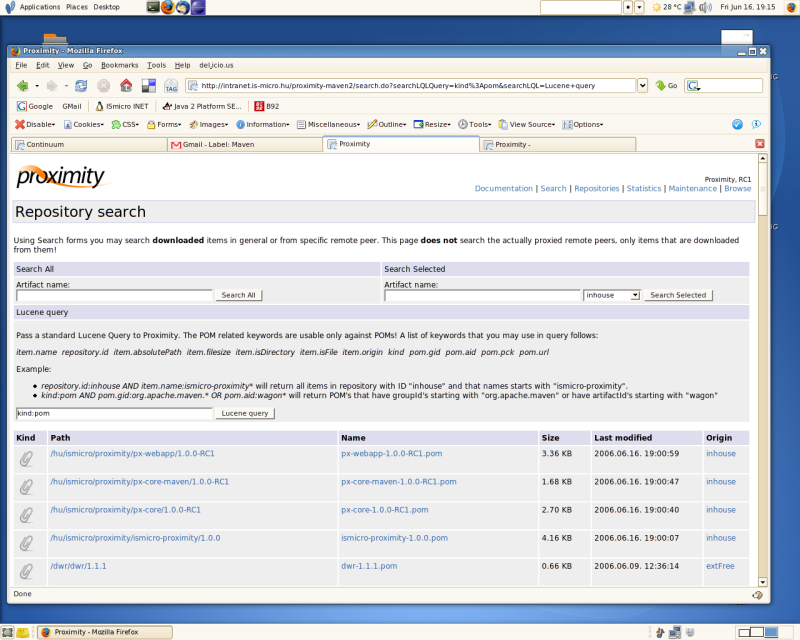 Applications Places Desktop
28 °C
Fri Jun 16, 19:15
Proximity - Mozilla Firefox
File Edit View Go Bookmarks Tools Help del.icio.us
http://intranet.is-micro.hu/proximity-maven2/search.do?searchLQLQuery=kind%3Apom&searchLQL=Lucene+query
Go
Google GMail ISmicro INET Java 2 Platform SE... B92
Disable▾ Cookies▾ CSS▾ Forms▾ Images▾ Information▾ Miscellaneous▾ Outline▾ Resize▾ Tools▾ View Source▾ Options▾
Continuum
Gmail - Label: Maven
Proximity
Proximity -
proximity
Proximity, RC1
Documentation | Search | Repositories | Statistics | Maintenance | Browse
Repository search
Using Search forms you may search downloaded items in general or from specific remote peer. This page does not search the actually proxied remote peers, only items that are downloaded
from them!
Search All Search Selected
Artifact name: Artifact name:
Search All inhouse Search Selected
Lucene query
Pass a standard Lucene Query to Proximity. The POM related keywords are usable only against POMs! A list of keywords that you may use in query follows:
item.name repository.id item.absolutePath item.filesize item.isDirectory item.isFile item.origin kind pom.gid pom.aid pom.pck pom.url
Example:
repository.id:inhouse AND item.name:ismicro-proximity* will return all items in repository with ID "inhouse" and that names starts with "ismicro-proximity".
kind:pom AND pom.gid:org.apache.maven.* OR pom.aid:wagon* will return POM's that have groupId's starting with "org.apache.maven" or have artifactId's starting with "wagon"
kind:pom Lucene query
Kind Path Name Size Last modified Origin
/hu/ismicro/proximity/px-webapp/1.0.0-RC1 px-webapp-1.0.0-RC1.pom 3.36 KB 2006.06.16. 19:00:59 inhouse
/hu/ismicro/proximity/px-core-maven/1.0.0-RC1 px-core-maven-1.0.0-RC1.pom 1.68 KB 2006.06.16. 19:00:47 inhouse
/hu/ismicro/proximity/px-core/1.0.0-RC1 px-core-1.0.0-RC1.pom 2.70 KB 2006.06.16. 19:00:40 inhouse
/hu/ismicro/proximity/ismicro-proximity/1.0.0 ismicro-proximity-1.0.0.pom 4.16 KB 2006.06.16. 19:00:07 inhouse
/dwr/dwr/1.1.1 dwr-1.1.1.pom 0.66 KB 2006.06.09. 12:36:14 extFree
Done
Proximity - Mozilla Firefox